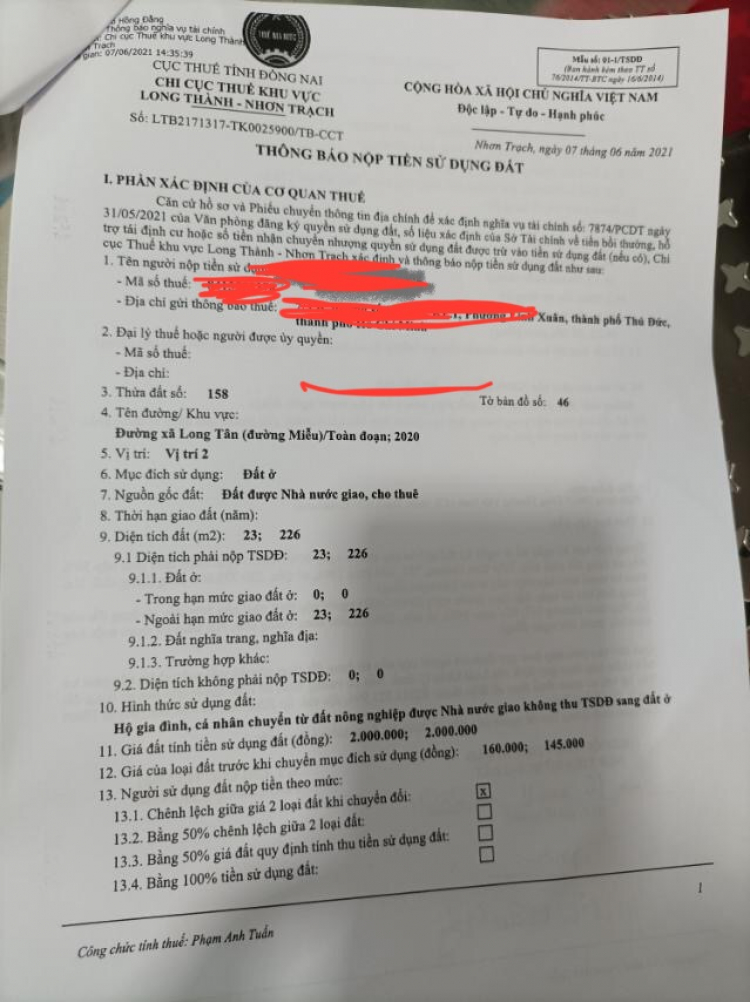 Hồng Đăng
Thông báo nghĩa vụ tài chính
Chi cục Thuế khu vực Long Thành
Trạch
gian: 07/06/2021 14:35:39
THUẾ NHÀ NƯỚC
Mẫu số: 01-1/TSDĐ
(Ban hành kèm theo TT số
76/2014/TT-BTC ngày 16/6/2014)
CỤC THUẾ TỈNH ĐỒNG NAI
CHI CỤC THUẾ KHU VỰC
LONG THÀNH - NHƠN TRẠCH
Số: LTB2171317-TK0025900/TB-CCT
CỘNG HÒA XÃ HỘI CHỦ NGHĨA VIỆT NAM
Độc lập - Tự do - Hạnh phúc
Nhơn Trạch, ngày 07 tháng 06 năm 2021
THÔNG BÁO NỘP TIỀN SỬ DỤNG ĐẤT
I. PHẦN XÁC ĐỊNH CỦA CƠ QUAN THUẾ
Căn cứ hồ sơ và Phiếu chuyển thông tin địa chính để xác định nghĩa vụ tài chính số: 7874/PCDT ngày
31/05/2021 của Văn phòng đăng ký quyền sử dụng đất, số liệu xác định của Sở Tài chính về tiền bồi thường, hỗ
trợ tái định cư hoặc số tiền nhận chuyển nhượng quyền sử dụng đất được trừ vào tiền sử dụng đất (nếu có), Chi
cục Thuế khu vực Long Thành - Nhơn Trạch xác định và thông báo nộp tiền sử dụng đất như sau:
1. Tên người nộp tiền sử
- Mã số thuế:
- Địa chỉ gửi thông báo thuế: Xuân, thành phố Thủ Đức,
thành phố
2. Đại lý thuế hoặc người được ủy quyền:
- Mã số thuế:
- Địa chỉ:
3. Thửa đất số: 158 Tờ bản đồ số: 46
4. Tên đường/ Khu vực:
Đường xã Long Tân (đường Miễu)/Toàn đoạn; 2020
5. Vị trí: Vị trí 2
6. Mục đích sử dụng: Đất ở
7. Nguồn gốc đất: Đất được Nhà nước giao, cho thuê
8. Thời hạn giao đất (năm):
9. Diện tích đất (m2): 23; 226
9.1 Diện tích phải nộp TSDĐ: 23; 226
9.1.1. Đất ở:
- Trong hạn mức giao đất ở: 0; 0
- Ngoài hạn mức giao đất ở: 23; 226
9.1.2. Đất nghĩa trang, nghĩa địa:
9.1.3. Trường hợp khác:
9.2. Diện tích không phải nộp TSDĐ: 0; 0
10. Hình thức sử dụng đất:
Hộ gia đình, cá nhân chuyển từ đất nông nghiệp được Nhà nước giao không thu TSDĐ sang đất ở
11. Giá đất tính tiền sử dụng đất (đồng): 2.000.000; 2.000.000
12. Giá của loại đất trước khi chuyển mục đích sử dụng (đồng): 160.000; 145.000
13. Người sử dụng đất nộp tiền theo mức:
13.1. Chênh lệch giữa giá 2 loại đất khi chuyển đổi: x
13.2. Bằng 50% chênh lệch giữa 2 loại đất:
13.3. Bằng 50% giá đất quy định tính thu tiền sử dụng đất:
13.4. Bằng 100% tiền sử dụng đất:
1
Công chức tính thuế: Phạm Anh Tuấn